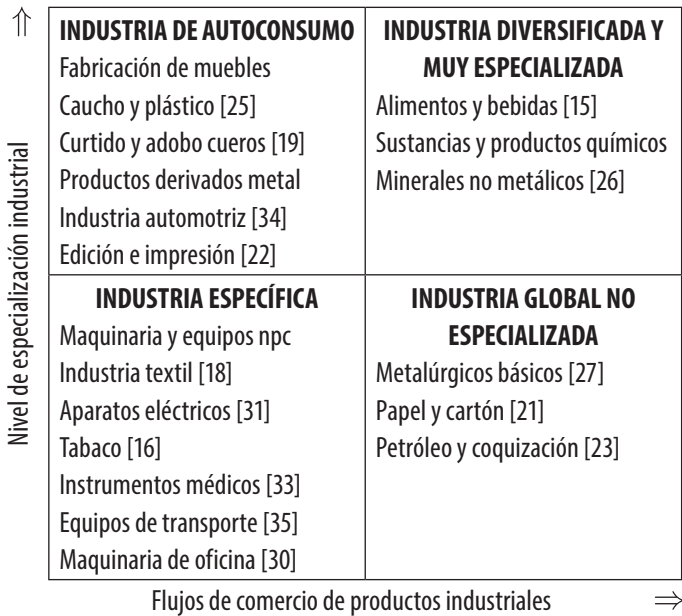 ⇑
Nivel de especialización industrial
INDUSTRIA DE AUTOCONSUMO
Fabricación de muebles
Caucho y plástico [25]
Curtido y adobo cueros [19]
Productos derivados metal
Industria automotriz [34]
Edición e impresión [22]
INDUSTRIA DIVERSIFICADA Y
MUY ESPECIALIZADA
Alimentos y bebidas [15]
Sustancias y productos químicos
Minerales no metálicos [26]
INDUSTRIA ESPECÍFICA
Maquinaria y equipos npc
Industria textil [18]
Aparatos eléctricos [31]
Tabaco [16]
Instrumentos médicos [33]
Equipos de transporte [35]
Maquinaria de oficina [30]
INDUSTRIA GLOBAL NO
ESPECIALIZADA
Metalúrgicos básicos [27]
Papel y cartón [21]
Petróleo y coquización [23]
Flujos de comercio de productos industriales ⇒